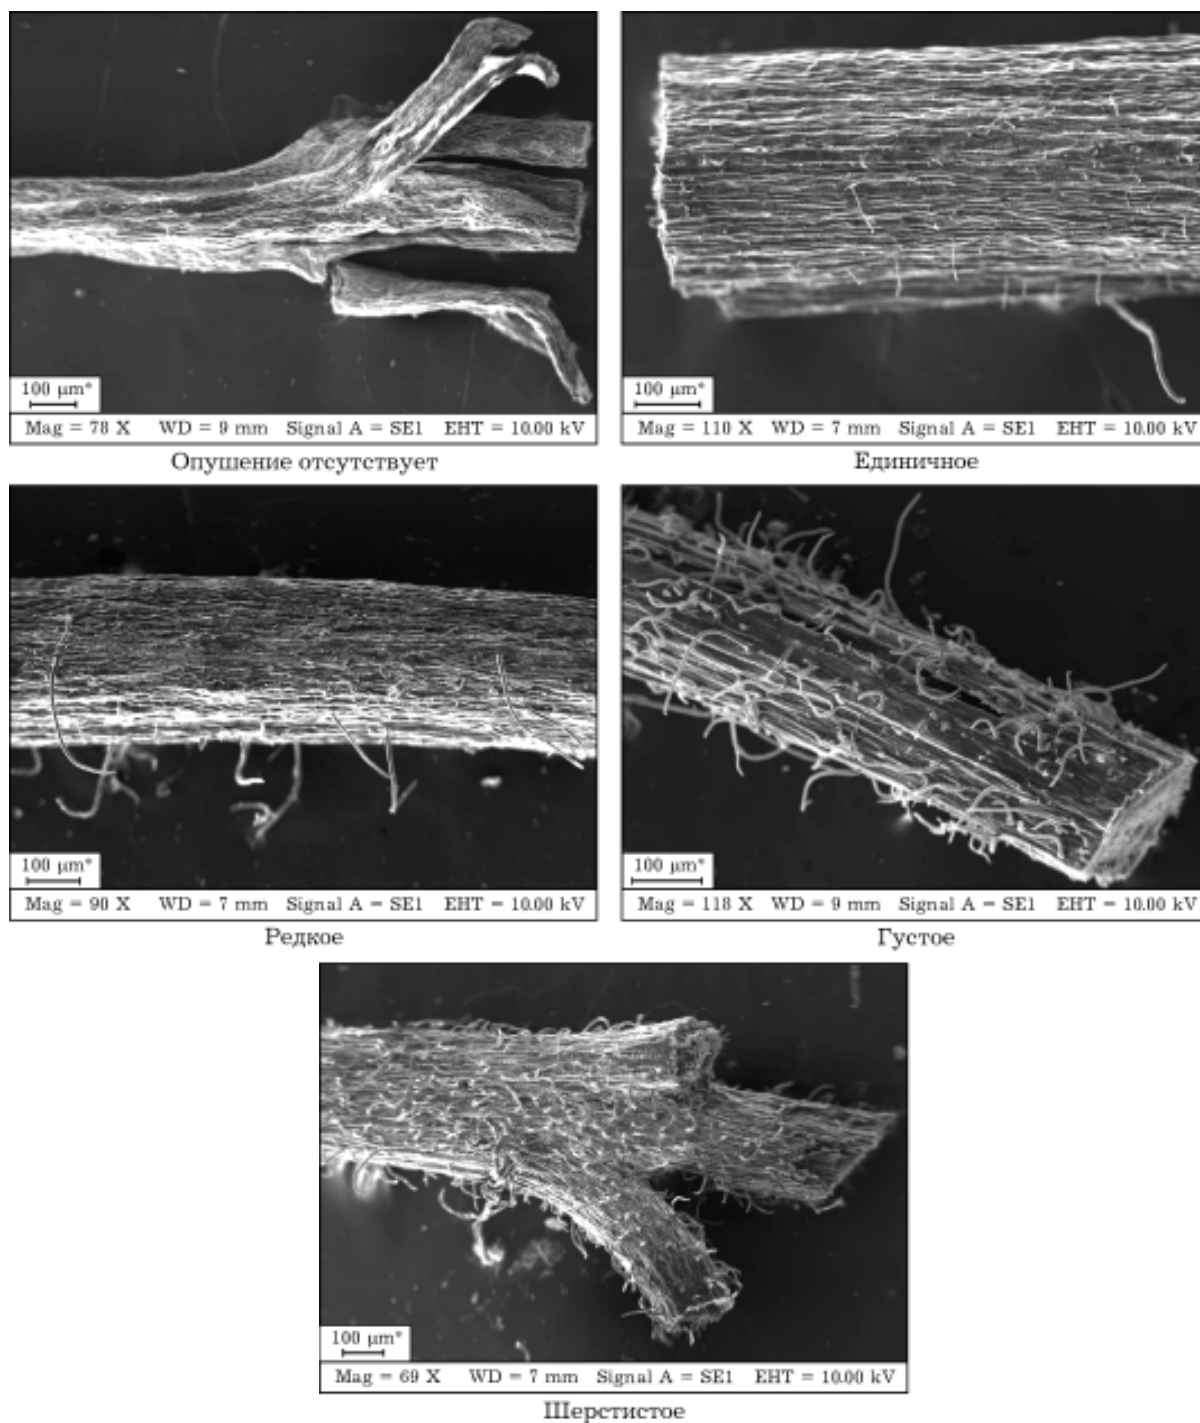 100 µm*
Mag = 78 X WD = 9 mm Signal A = SE1 EHT = 10.00 kV
Опушение отсутствует
100 µm*
Mag = 110 X WD = 7 mm Signal A = SE1 EHT = 10.00 kV
Единичное
100 µm*
Mag = 90 X WD = 7 mm Signal A = SE1 EHT = 10.00 kV
Редкое
100 µm*
Mag = 118 X WD = 9 mm Signal A = SE1 EHT = 10.00 kV
Густое
100 µm*
Mag = 69 X WD = 7 mm Signal A = SE1 EHT = 10.00 kV
Шерстистое